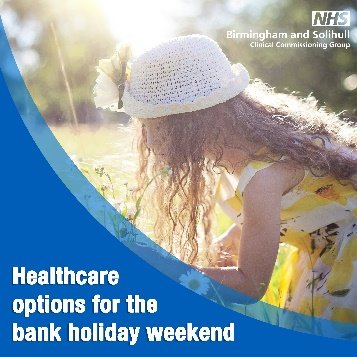 NHS
Birmingham and Solihull
Clinical Commissioning Group
Healthcare
options for the
bank holiday weekend